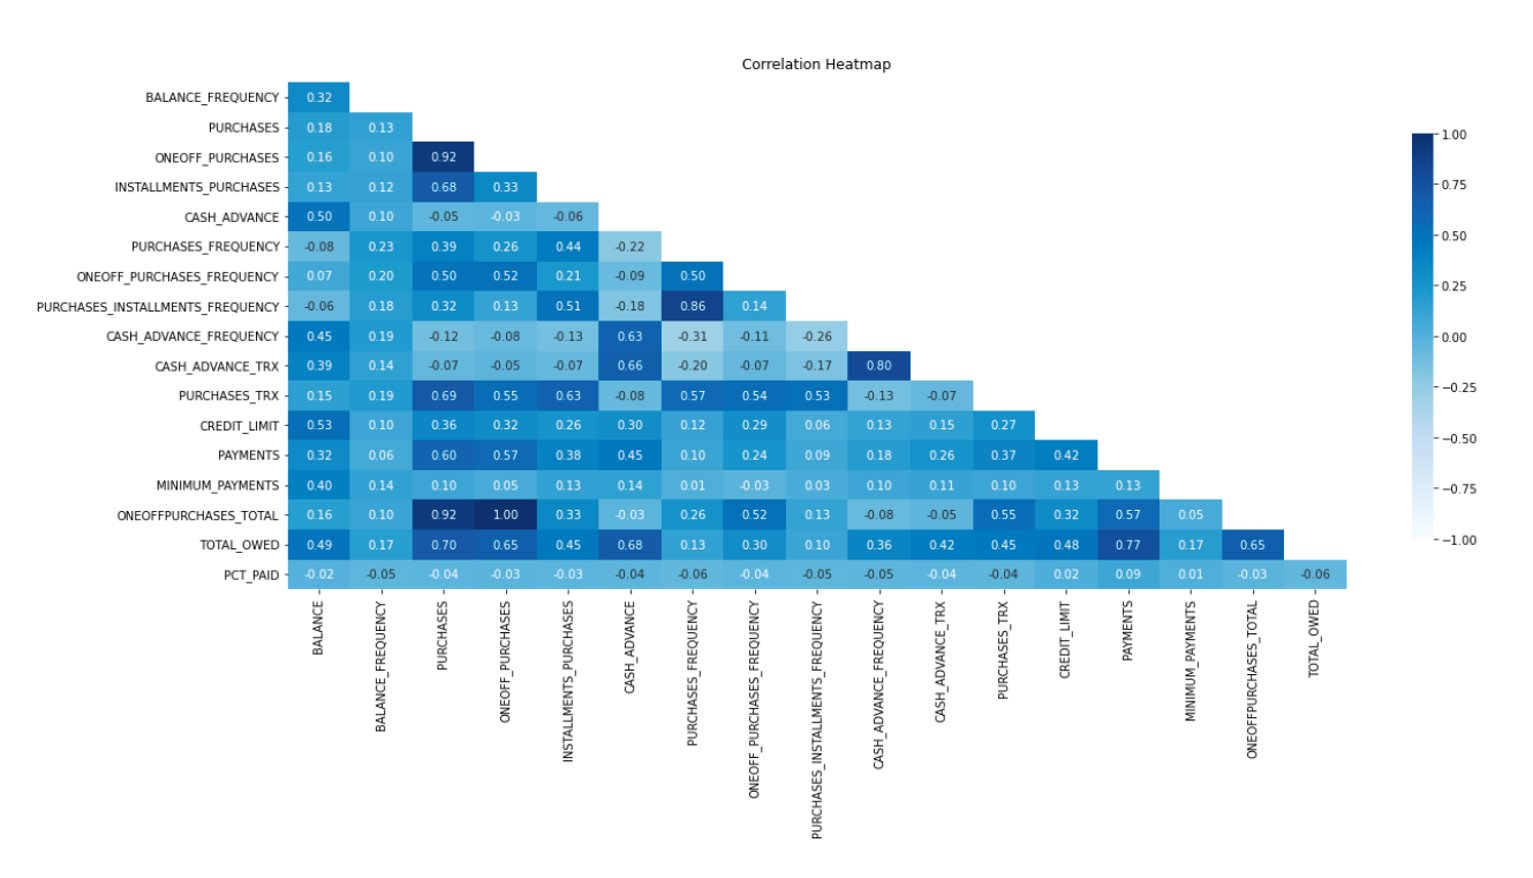 Correlation Heatmap
BALANCE_FREQUENCY 0.32
PURCHASES 0.18 0.13
ONEOFF_PURCHASES 0.16 0.10 0.92
INSTALLMENTS_PURCHASES 0.13 0.12 0.68 0.33
CASH_ADVANCE 0.50 0.10 -0.05 -0.03 -0.06
PURCHASES_FREQUENCY -0.08 0.23 0.39 0.26 0.44 -0.22
ONEOFF_PURCHASES_FREQUENCY 0.07 0.20 0.50 0.52 0.21 -0.09 0.50
PURCHASES_INSTALLMENTS_FREQUENCY -0.06 0.18 0.32 0.13 0.51 -0.18 0.86 0.14
CASH_ADVANCE_FREQUENCY 0.45 0.19 -0.12 -0.08 -0.13 0.63 -0.31 -0.11 -0.26
CASH_ADVANCE_TRX 0.39 0.14 -0.07 -0.05 -0.07 0.66 -0.20 -0.07 -0.17 0.80
PURCHASES_TRX 0.15 0.19 0.69 0.55 0.63 -0.08 0.57 0.54 0.53 -0.13 -0.07
CREDIT_LIMIT 0.53 0.10 0.36 0.32 0.26 0.30 0.12 0.29 0.06 0.13 0.15 0.27
PAYMENTS 0.32 0.06 0.60 0.57 0.38 0.45 0.10 0.24 0.09 0.18 0.26 0.37 0.42
MINIMUM_PAYMENTS 0.40 0.14 0.10 0.05 0.13 0.14 0.01 -0.03 0.03 0.10 0.11 0.10 0.13 0.13
ONEOFFPURCHASES_TOTAL 0.16 0.10 0.92 1.00 0.33 -0.03 0.26 0.52 0.13 -0.08 -0.05 0.55 0.32 0.57 0.05
TOTAL_OWED 0.49 0.17 0.70 0.65 0.45 0.68 0.13 0.30 0.10 0.36 0.42 0.45 0.48 0.77 0.17 0.65
PCT_PAID -0.02 -0.05 -0.04 -0.03 -0.03 -0.04 -0.06 -0.04 -0.05 -0.05 -0.04 -0.04 0.02 0.09 0.01 -0.03 -0.06
BALANCE
BALANCE_FREQUENCY
PURCHASES
ONEOFF_PURCHASES
INSTALLMENTS_PURCHASES
CASH_ADVANCE
PURCHASES_FREQUENCY
ONEOFF_PURCHASES_FREQUENCY
PURCHASES_INSTALLMENTS_FREQUENCY
CASH_ADVANCE_FREQUENCY
CASH_ADVANCE_TRX
PURCHASES_TRX
CREDIT_LIMIT
PAYMENTS
MINIMUM_PAYMENTS
ONEOFFPURCHASES_TOTAL
TOTAL_OWED
1.00
0.75
0.50
0.25
0.00
−0.25
−0.50
−0.75
−1.00